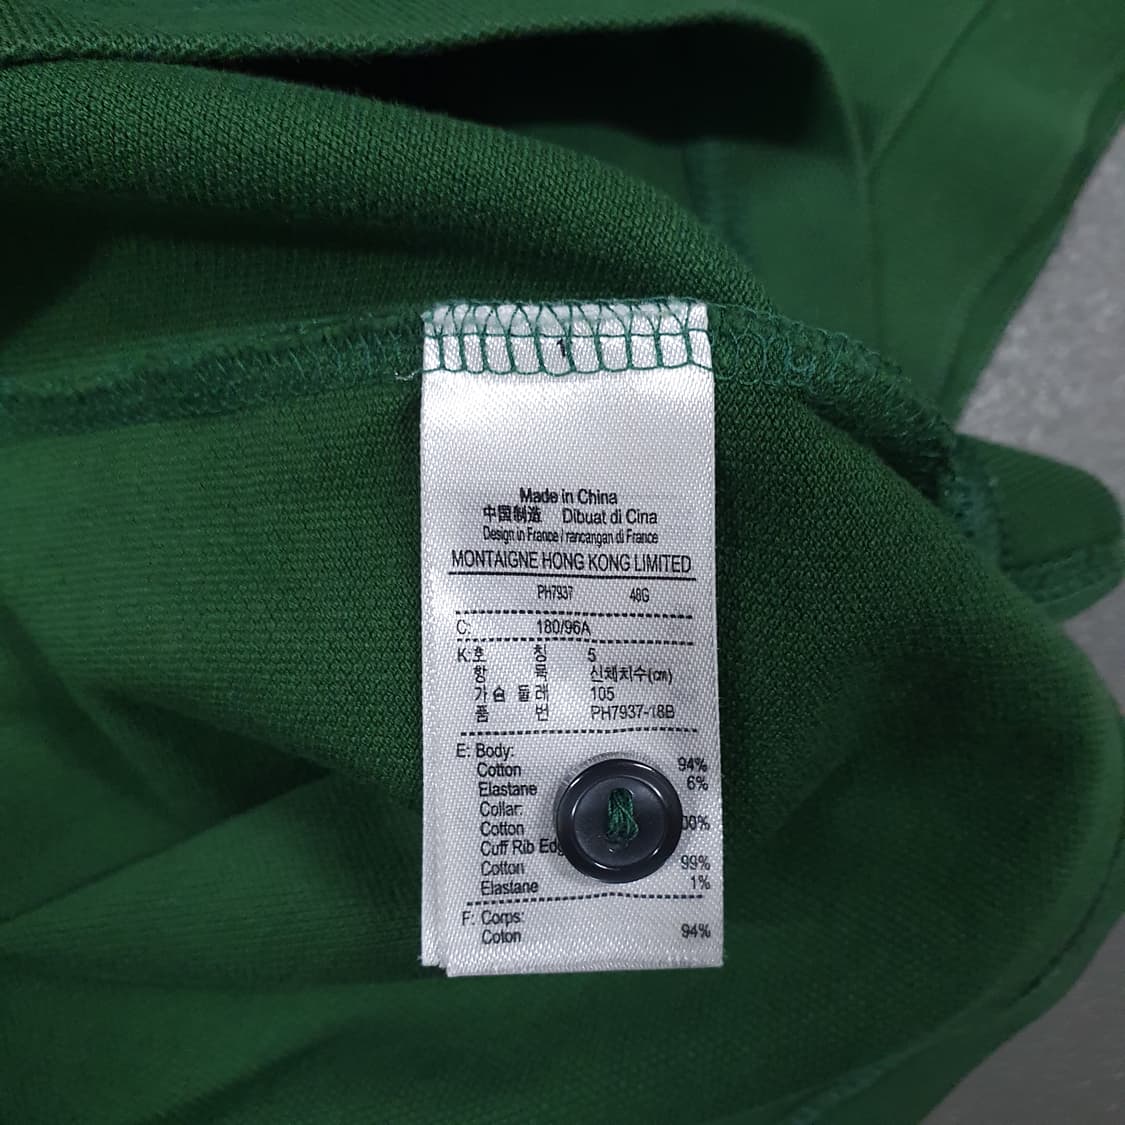 1
Made in China
中国制造 Dibuat di Cina
Design in France / rancangan di France
MONTAIGNE HONG KONG LIMITED
PH7937 48G
C: 180/96A
K:호 칭 5
항 목 신체치수(cm)
가 슴 둘 레 105
품 번 PH7937-18B
E: Body:
Cotton 94%
Elastane 6%
Collar:
Cotton
Cuff Rib
Cotton 99%
Elastane 1%
F: Corps:
Coton 94%